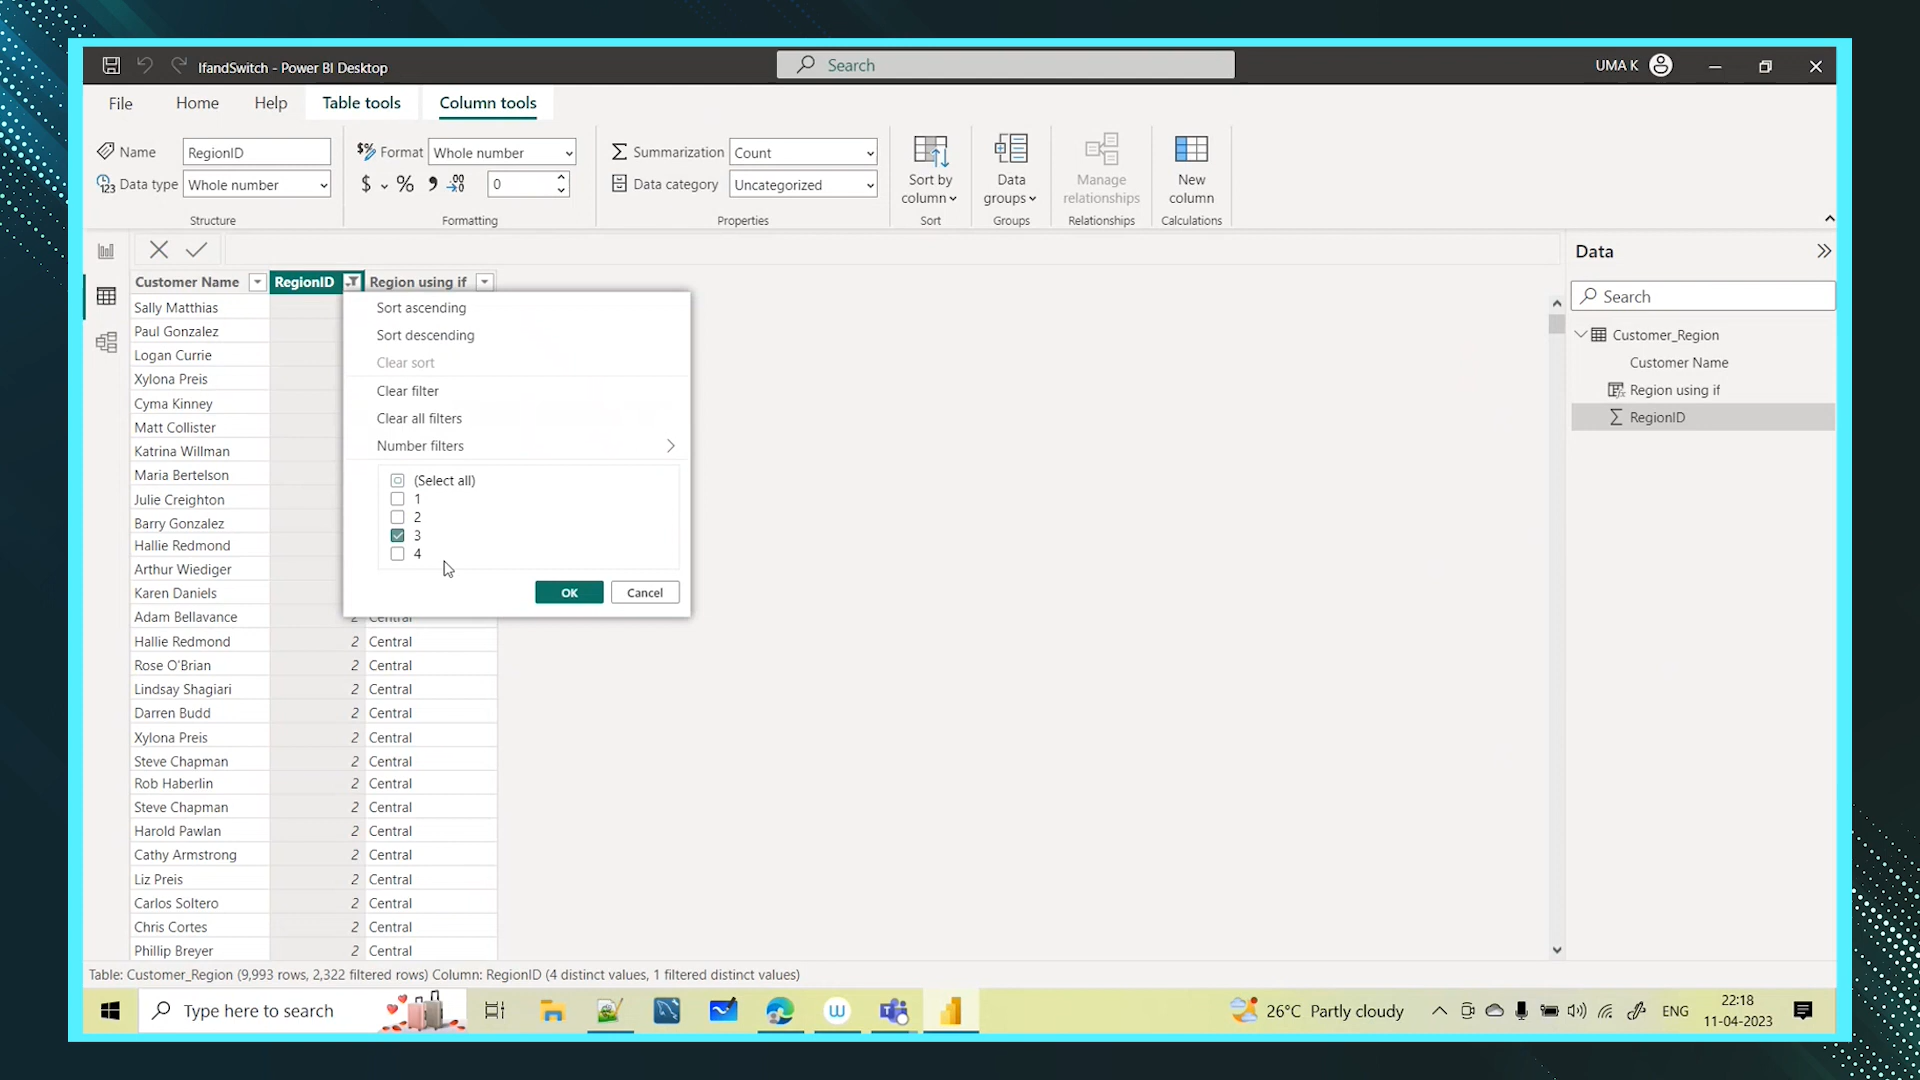 IfandSwitch - Power BI Desktop
Search
UMA K
File
Home
Help
Table tools
Column tools
Name
RegionID
Format
Whole number
Summarization
Count
Data type
Whole number
$
%
0
Data category
Uncategorized
Sort by column
Data groups
Manage relationships
New column
Structure
Formatting
Properties
Sort
Groups
Relationships
Calculations
Customer Name
RegionID
Region using if
Sally Matthias
Paul Gonzalez
Logan Currie
Xylona Preis
Cyma Kinney
Matt Collister
Katrina Willman
Maria Bertelson
Julie Creighton
Barry Gonzalez
Hallie Redmond
Arthur Wiediger
Karen Daniels
Adam Bellavance 2 Central
Hallie Redmond 2 Central
Rose O'Brian 2 Central
Lindsay Shagiari 2 Central
Darren Budd 2 Central
Xylona Preis 2 Central
Steve Chapman 2 Central
Rob Haberlin 2 Central
Steve Chapman 2 Central
Harold Pawlan 2 Central
Cathy Armstrong 2 Central
Liz Preis 2 Central
Carlos Soltero 2 Central
Chris Cortes 2 Central
Phillip Breyer 2 Central
Sort ascending
Sort descending
Clear sort
Clear filter
Clear all filters
Number filters
(Select all)
1
2
3
4
OK
Cancel
Data
Search
Customer_Region
Customer Name
Region using if
RegionID
Table: Customer_Region (9,993 rows, 2,322 filtered rows) Column: RegionID (4 distinct values, 1 filtered distinct values)
Type here to search
26°C Partly cloudy
ENG
22:18
11-04-2023